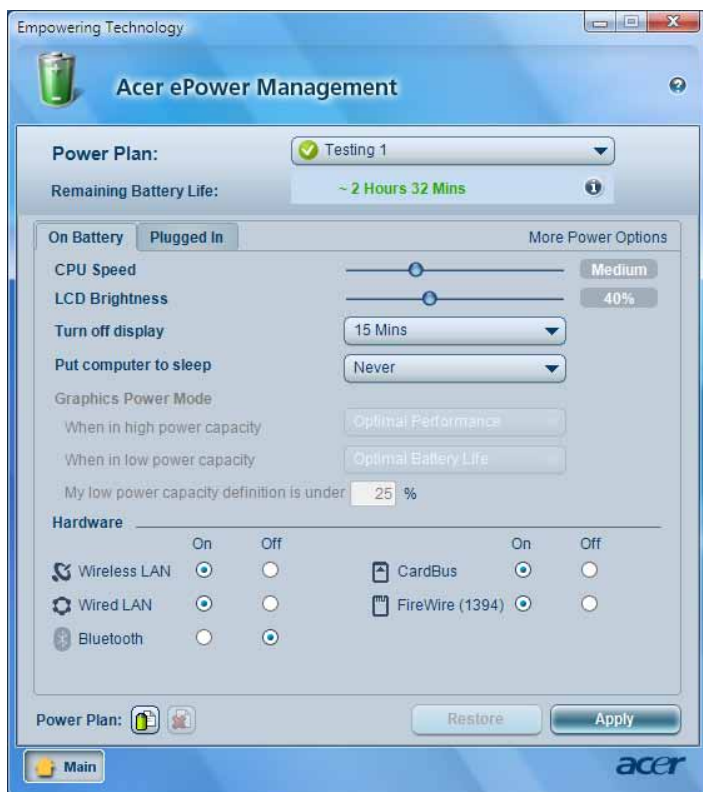 Empowering Technology
Acer ePower Management
Power Plan: Testing 1
Remaining Battery Life: ~ 2 Hours 32 Mins
On Battery Plugged In More Power Options
CPU Speed Medium
LCD Brightness 40%
Turn off display 15 Mins
Put computer to sleep Never
Graphics Power Mode
When in high power capacity Optimal Performance
When in low power capacity Optimal Battery Life
My low power capacity definition is under 25 %
Hardware
On Off On Off
Wireless LAN CardBus
Wired LAN FireWire (1394)
Bluetooth
Power Plan: Restore Apply
Main acer